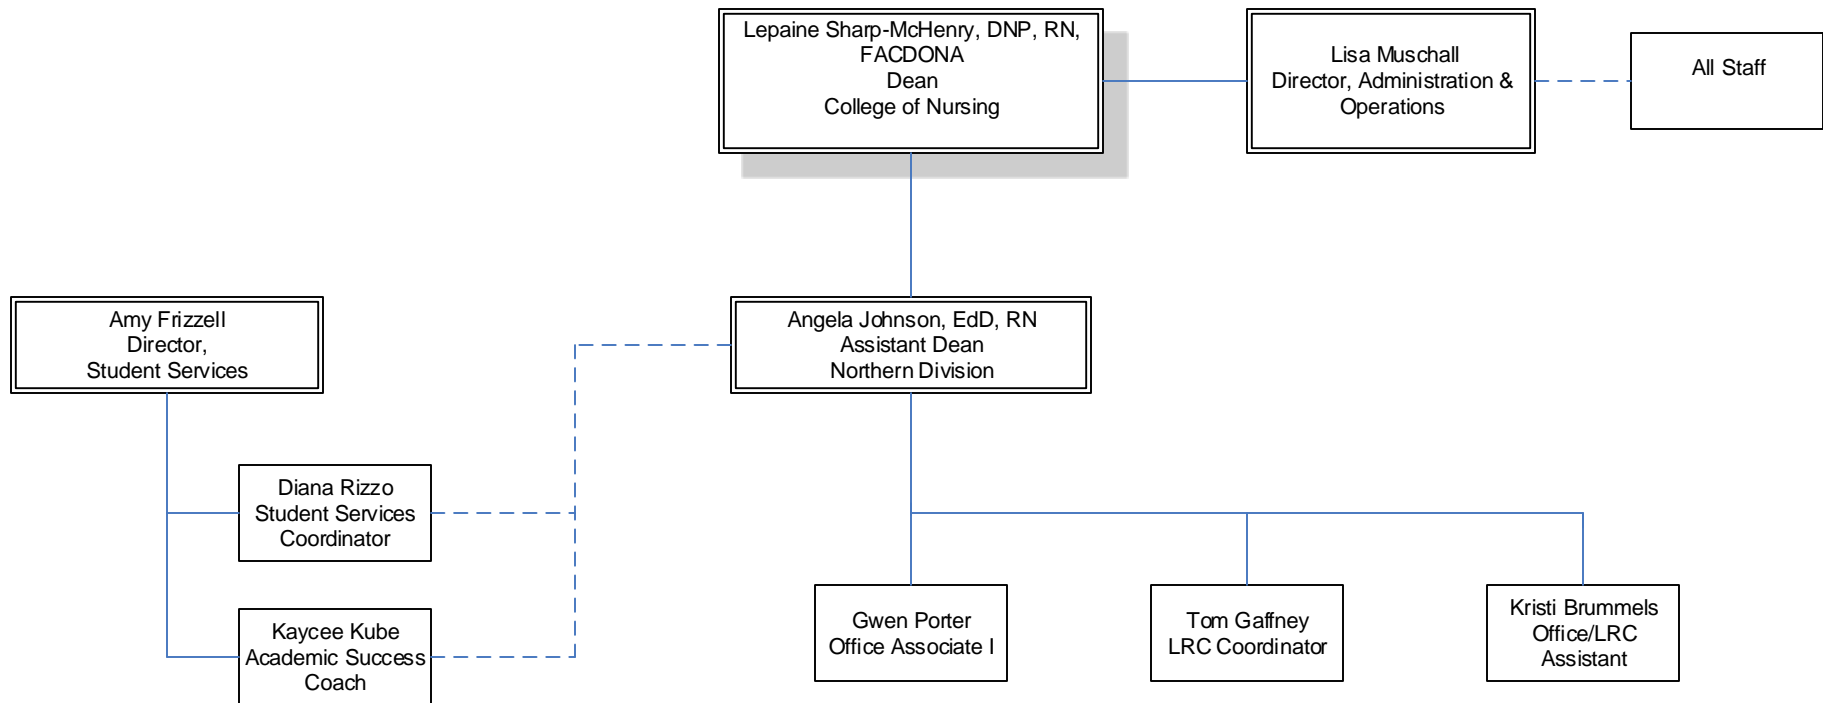 Lepaine Sharp-McHenry, DNP, RN,
FACDONA
Dean
College of Nursing
Lisa Muschall
Director, Administration &
Operations
All Staff
Amy Frizzell
Director,
Student Services
Angela Johnson, EdD, RN
Assistant Dean
Northern Division
Diana Rizzo
Student Services
Coordinator
Kaycee Kube
Academic Success
Coach
Gwen Porter
Office Associate I
Tom Gaffney
LRC Coordinator
Kristi Brummels
Office/LRC
Assistant